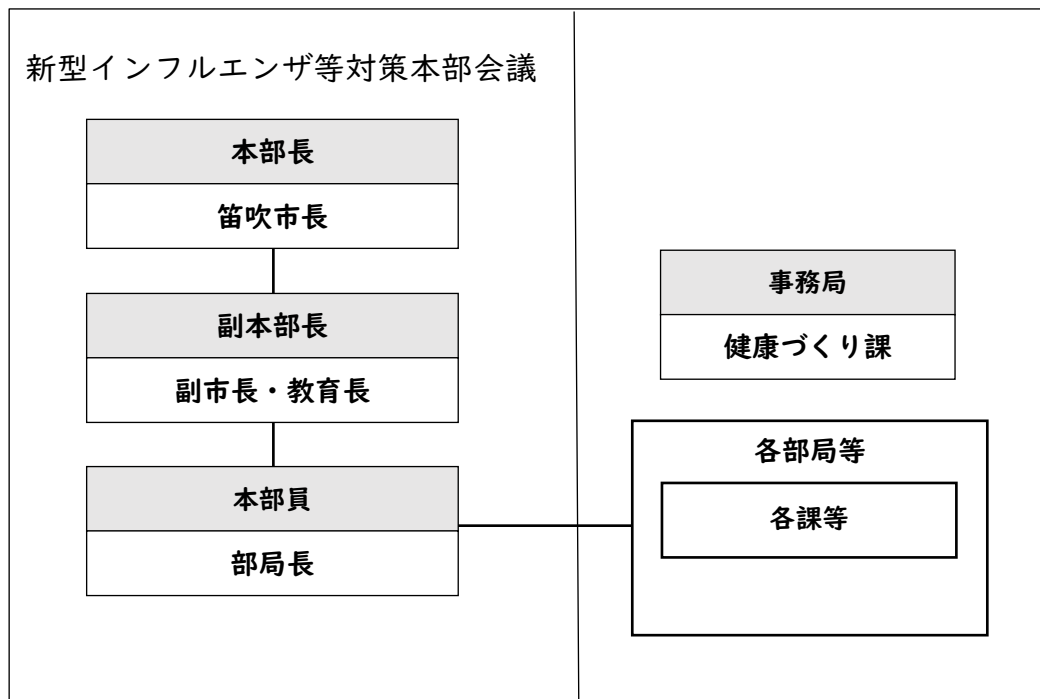 新型インフルエンザ等対策本部会議
本部長
笛吹市長
副本部長
副市長・教育長
本部員
部局長
事務局
健康づくり課
各部局等
各課等